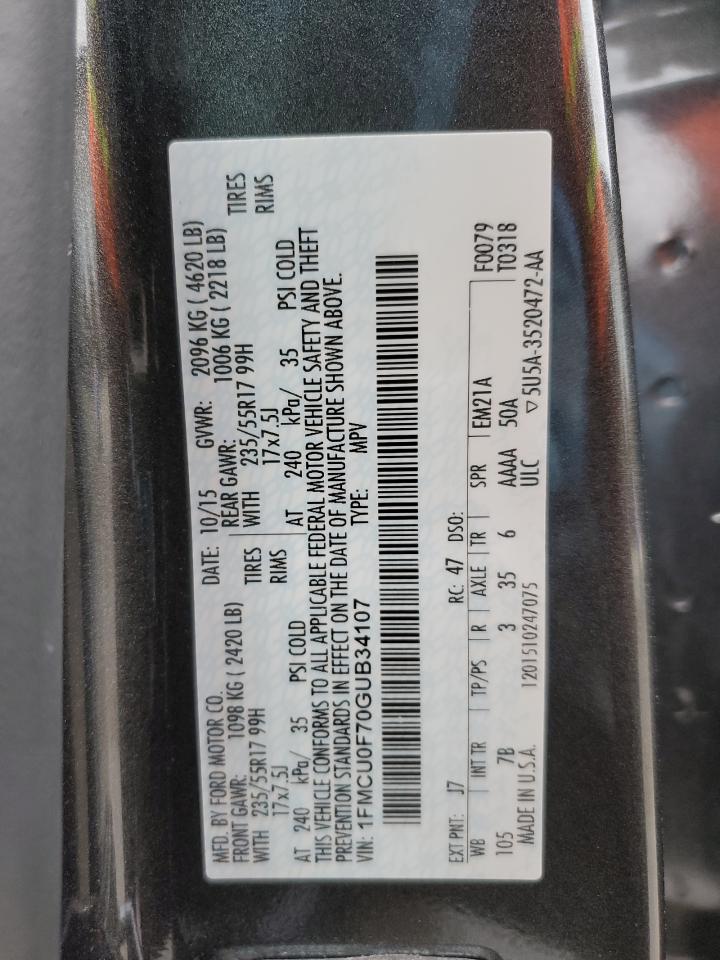 MFD. BY FORD MOTOR CO.
DATE: 10/15 GVWR: 2096 KG ( 4620 LB)
FRONT GAWR: 1098 KG ( 2420 LB) REAR GAWR: 1006 KG ( 2218 LB)
WITH 235/55R17 99H TIRES WITH 235/55R17 99H TIRES
17x7.5J RIMS 17x7.5J RIMS
AT 240 kPa/ 35 PSI COLD AT 240 kPa/ 35 PSI COLD
THIS VEHICLE CONFORMS TO ALL APPLICABLE FEDERAL MOTOR VEHICLE SAFETY AND THEFT
PREVENTION STANDARDS IN EFFECT ON THE DATE OF MANUFACTURE SHOWN ABOVE.
VIN: 1FMCU0F70GUB34107 TYPE: MPV
EXT PNT: J7 RC: 47 DSO:
WB INT TR TP/PS R AXLE TR SPR EM21A F0079
105 7B 3 35 6 AAAA 50A T0318
MADE IN U.S.A. 1201510247075 ULC ▽5U5A-3520472-AA